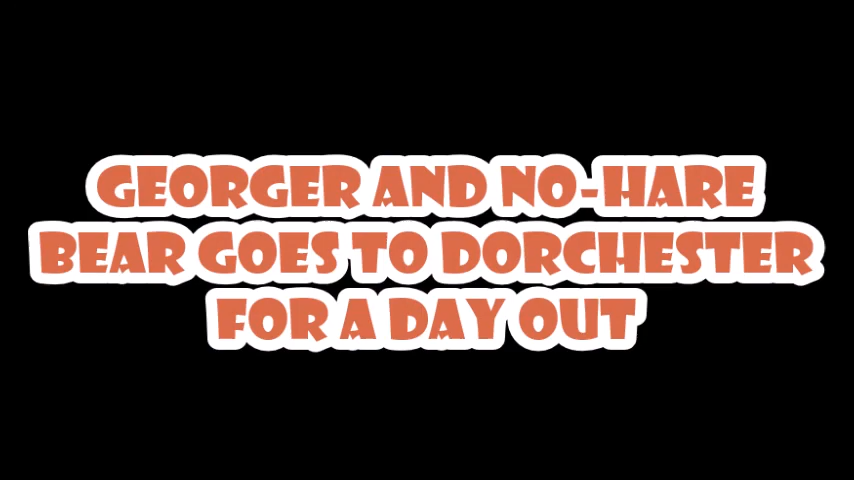 GEORGER AND NO-HARE
BEAR GOES TO DORCHESTER
FOR A DAY OUT